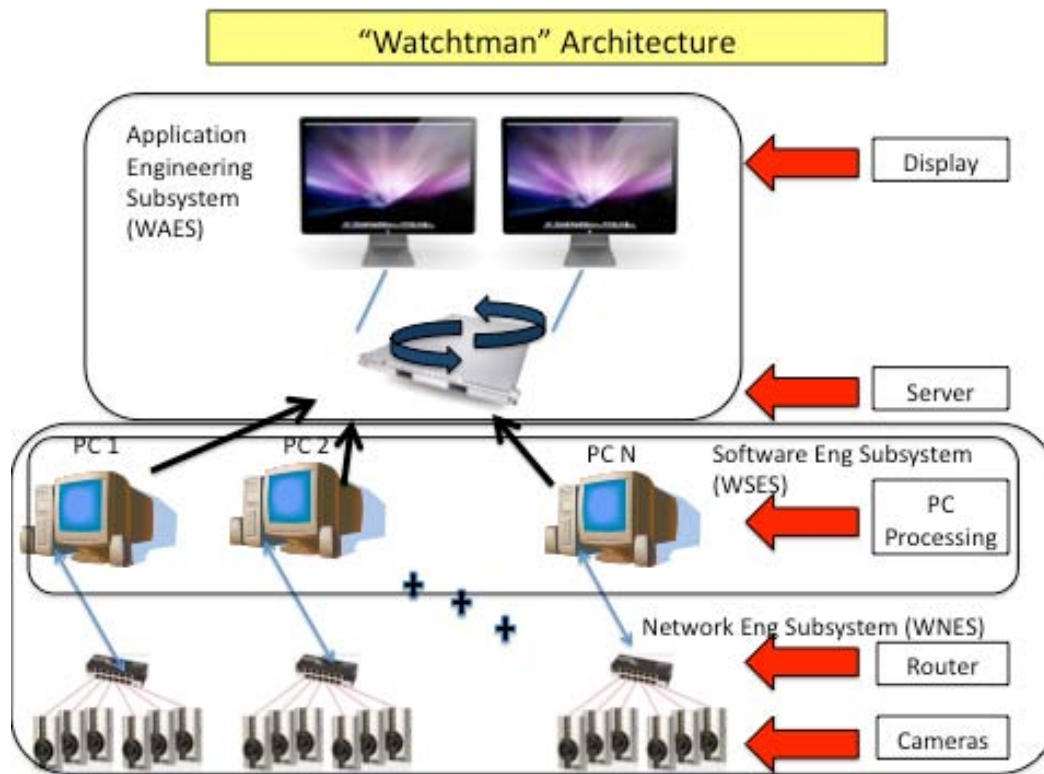 “Watchtman” Architecture
Application
Engineering
Subsystem
(WAES)
Display
Server
PC 1
PC 2
PC N
Software Eng Subsystem
(WSES)
PC
Processing
Network Eng Subsystem (WNES)
Router
Cameras